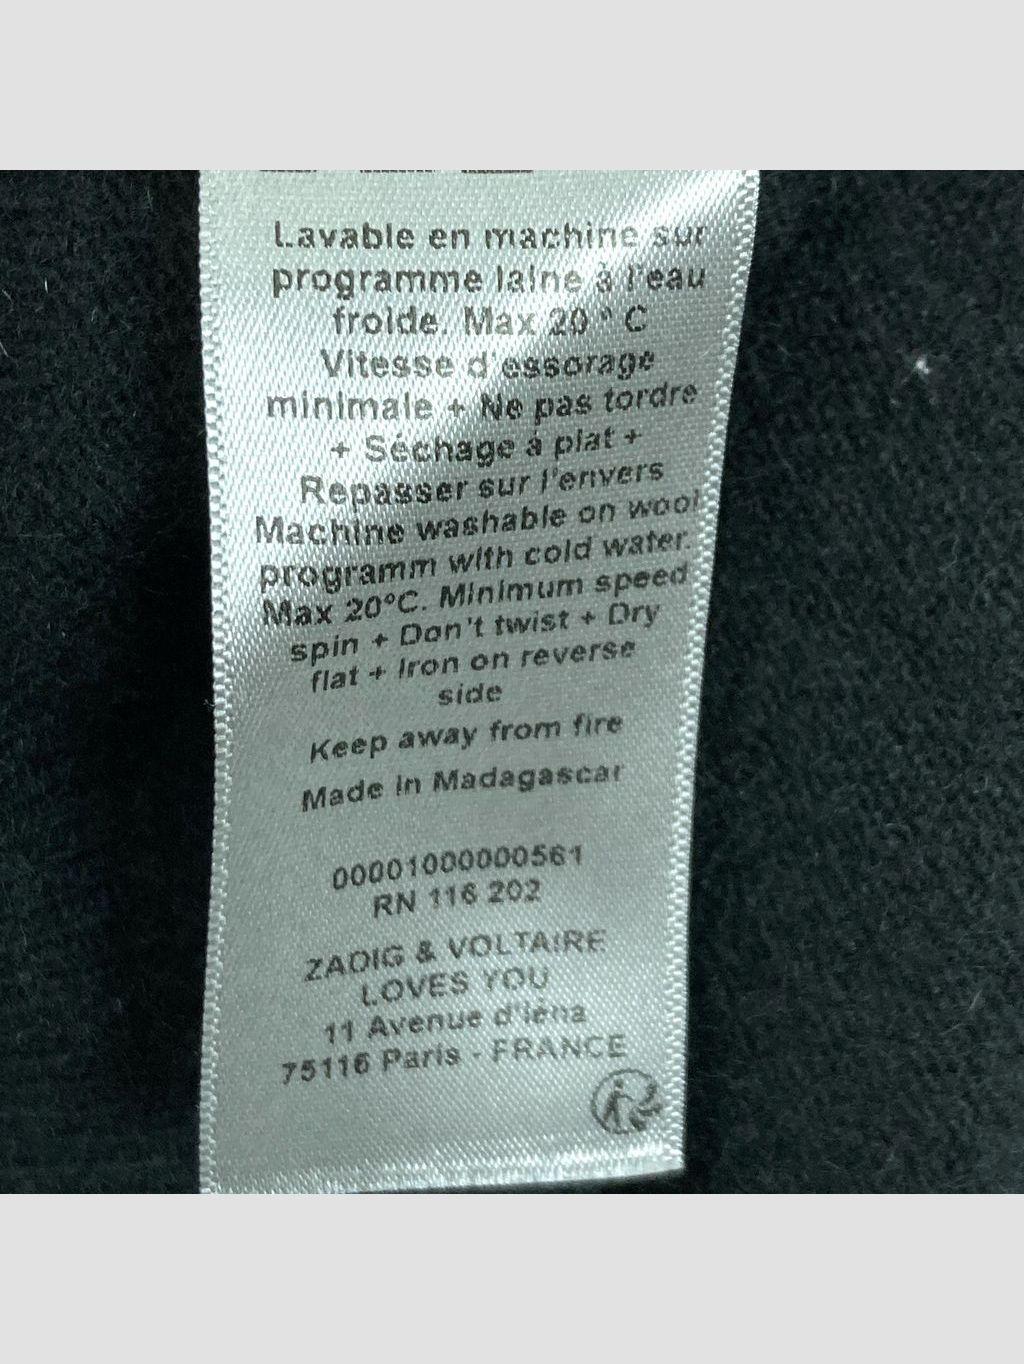 Lavable en machine sur
programme laine à l'eau
froide. Max 20 ° C
Vitesse d'essorage
minimale + Ne pas tordre
+ Séchage à plat +
Repasser sur l'envers
Machine washable on wool
programm with cold water.
Max 20°C. Minimum speed
spin + Don't twist + Dry
flat + Iron on reverse
side
Keep away from fire
Made in Madagascar
00001000000561
RN 116 202
ZADIG & VOLTAIRE
LOVES YOU
11 Avenue d'Iéna
75116 Paris - FRANCE